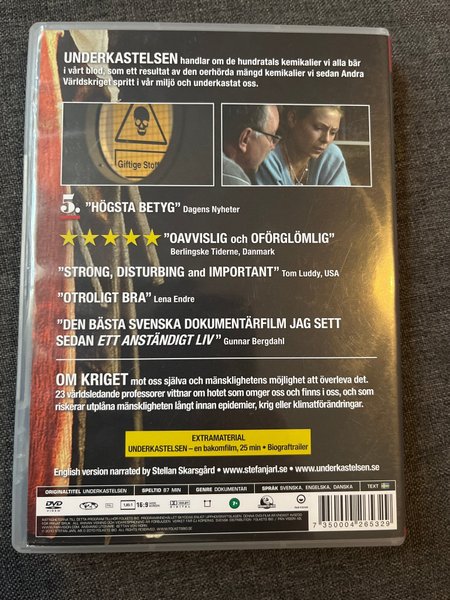 UNDERKASTELSEN handlar om de hundratals kemikalier vi alla bär
i vårt blod, som ett resultat av den oerhörda mängd kemikalier vi sedan Andra
Världskriget spritt i vår miljö och underkastat oss.
Giftige Stoffe
5. "HÖGSTA BETYG" Dagens Nyheter
"OAVVISLIG och OFÖRGLÖMLIG"
Berlingske Tiderne, Danmark
"STRONG, DISTURBING and IMPORTANT" Tom Luddy, USA
"OTROLIGT BRA" Lena Endre
"DEN BÄSTA SVENSKA DOKUMENTÄRFILM JAG SETT
SEDAN ETT ANSTÄNDIGT LIV" Gunnar Bergdahl
OM KRIGET mot oss själva och mänsklighetens möjlighet att överleva det.
23 världsledande professorer vittnar om hotet som omger oss och finns i oss, och som
riskerar utplåna mänskligheten långt innan epidemier, krig eller klimatförändringar.
EXTRAMATERIAL
UNDERKASTELSEN – en bakomfilm, 25 min • Biograftrailer
English version narrated by Stellan Skarsgård • www.stefanjarl.se • www.underkastelsen.se
ORIGINALTITEL UNDERKASTELSEN SPELTID 87 MIN GENRE DOKUMENTÄR SPRÅK SVENSKA, ENGELSKA, DANSKA TEXT
DVD 16:9 DOLBY
7 350004 265329